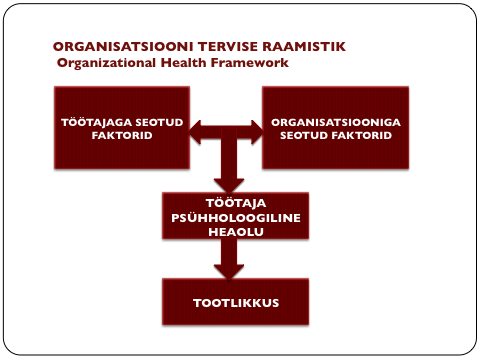 ORGANISATSIOONI TERVISE RAAMISTIK
Organizational Health Framework
TÖÖTAJAGA SEOTUD
FAKTORID
ORGANISATSIOONIGA
SEOTUD FAKTORID
TÖÖTAJA
PSÜHHOLOOGILINE
HEAOLU
TOOTLIKKUS